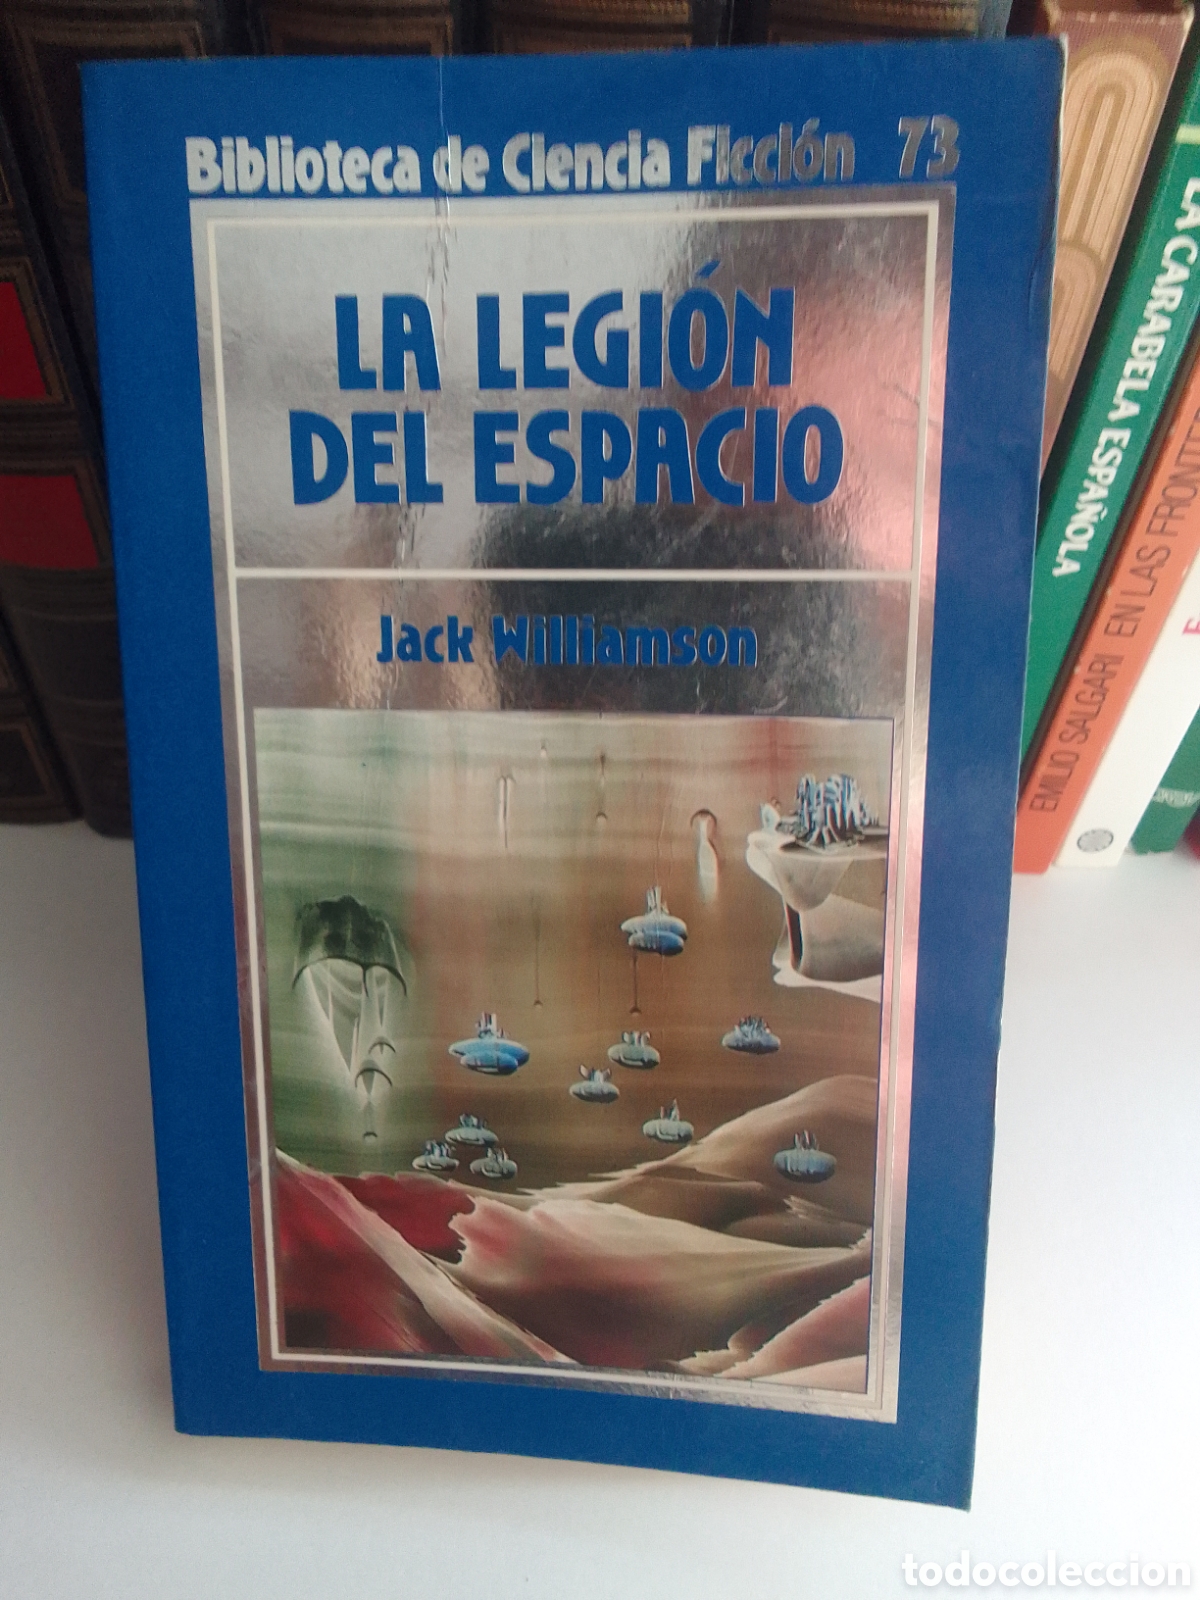 Biblioteca de Ciencia Ficción 73
LA LEGIÓN
DEL ESPACIO
Jack Williamson
LA CARABELA ESPAÑOLA
EMILIO SALGARI EN LAS FRONTE
todocoleccion